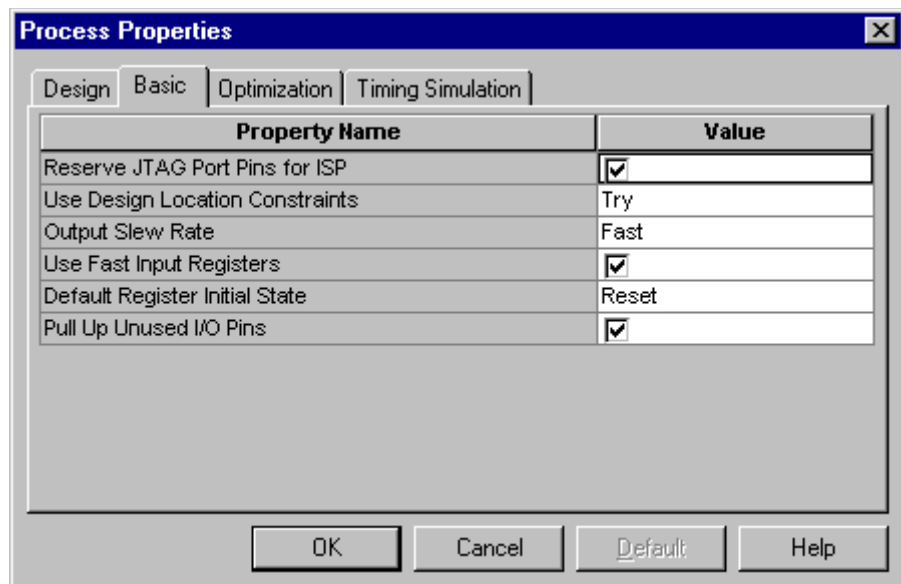 Process Properties
Design Basic Optimization Timing Simulation
Property Name Value
Reserve JTAG Port Pins for ISP
Use Design Location Constraints Try
Output Slew Rate Fast
Use Fast Input Registers
Default Register Initial State Reset
Pull Up Unused I/O Pins
OK Cancel Default Help